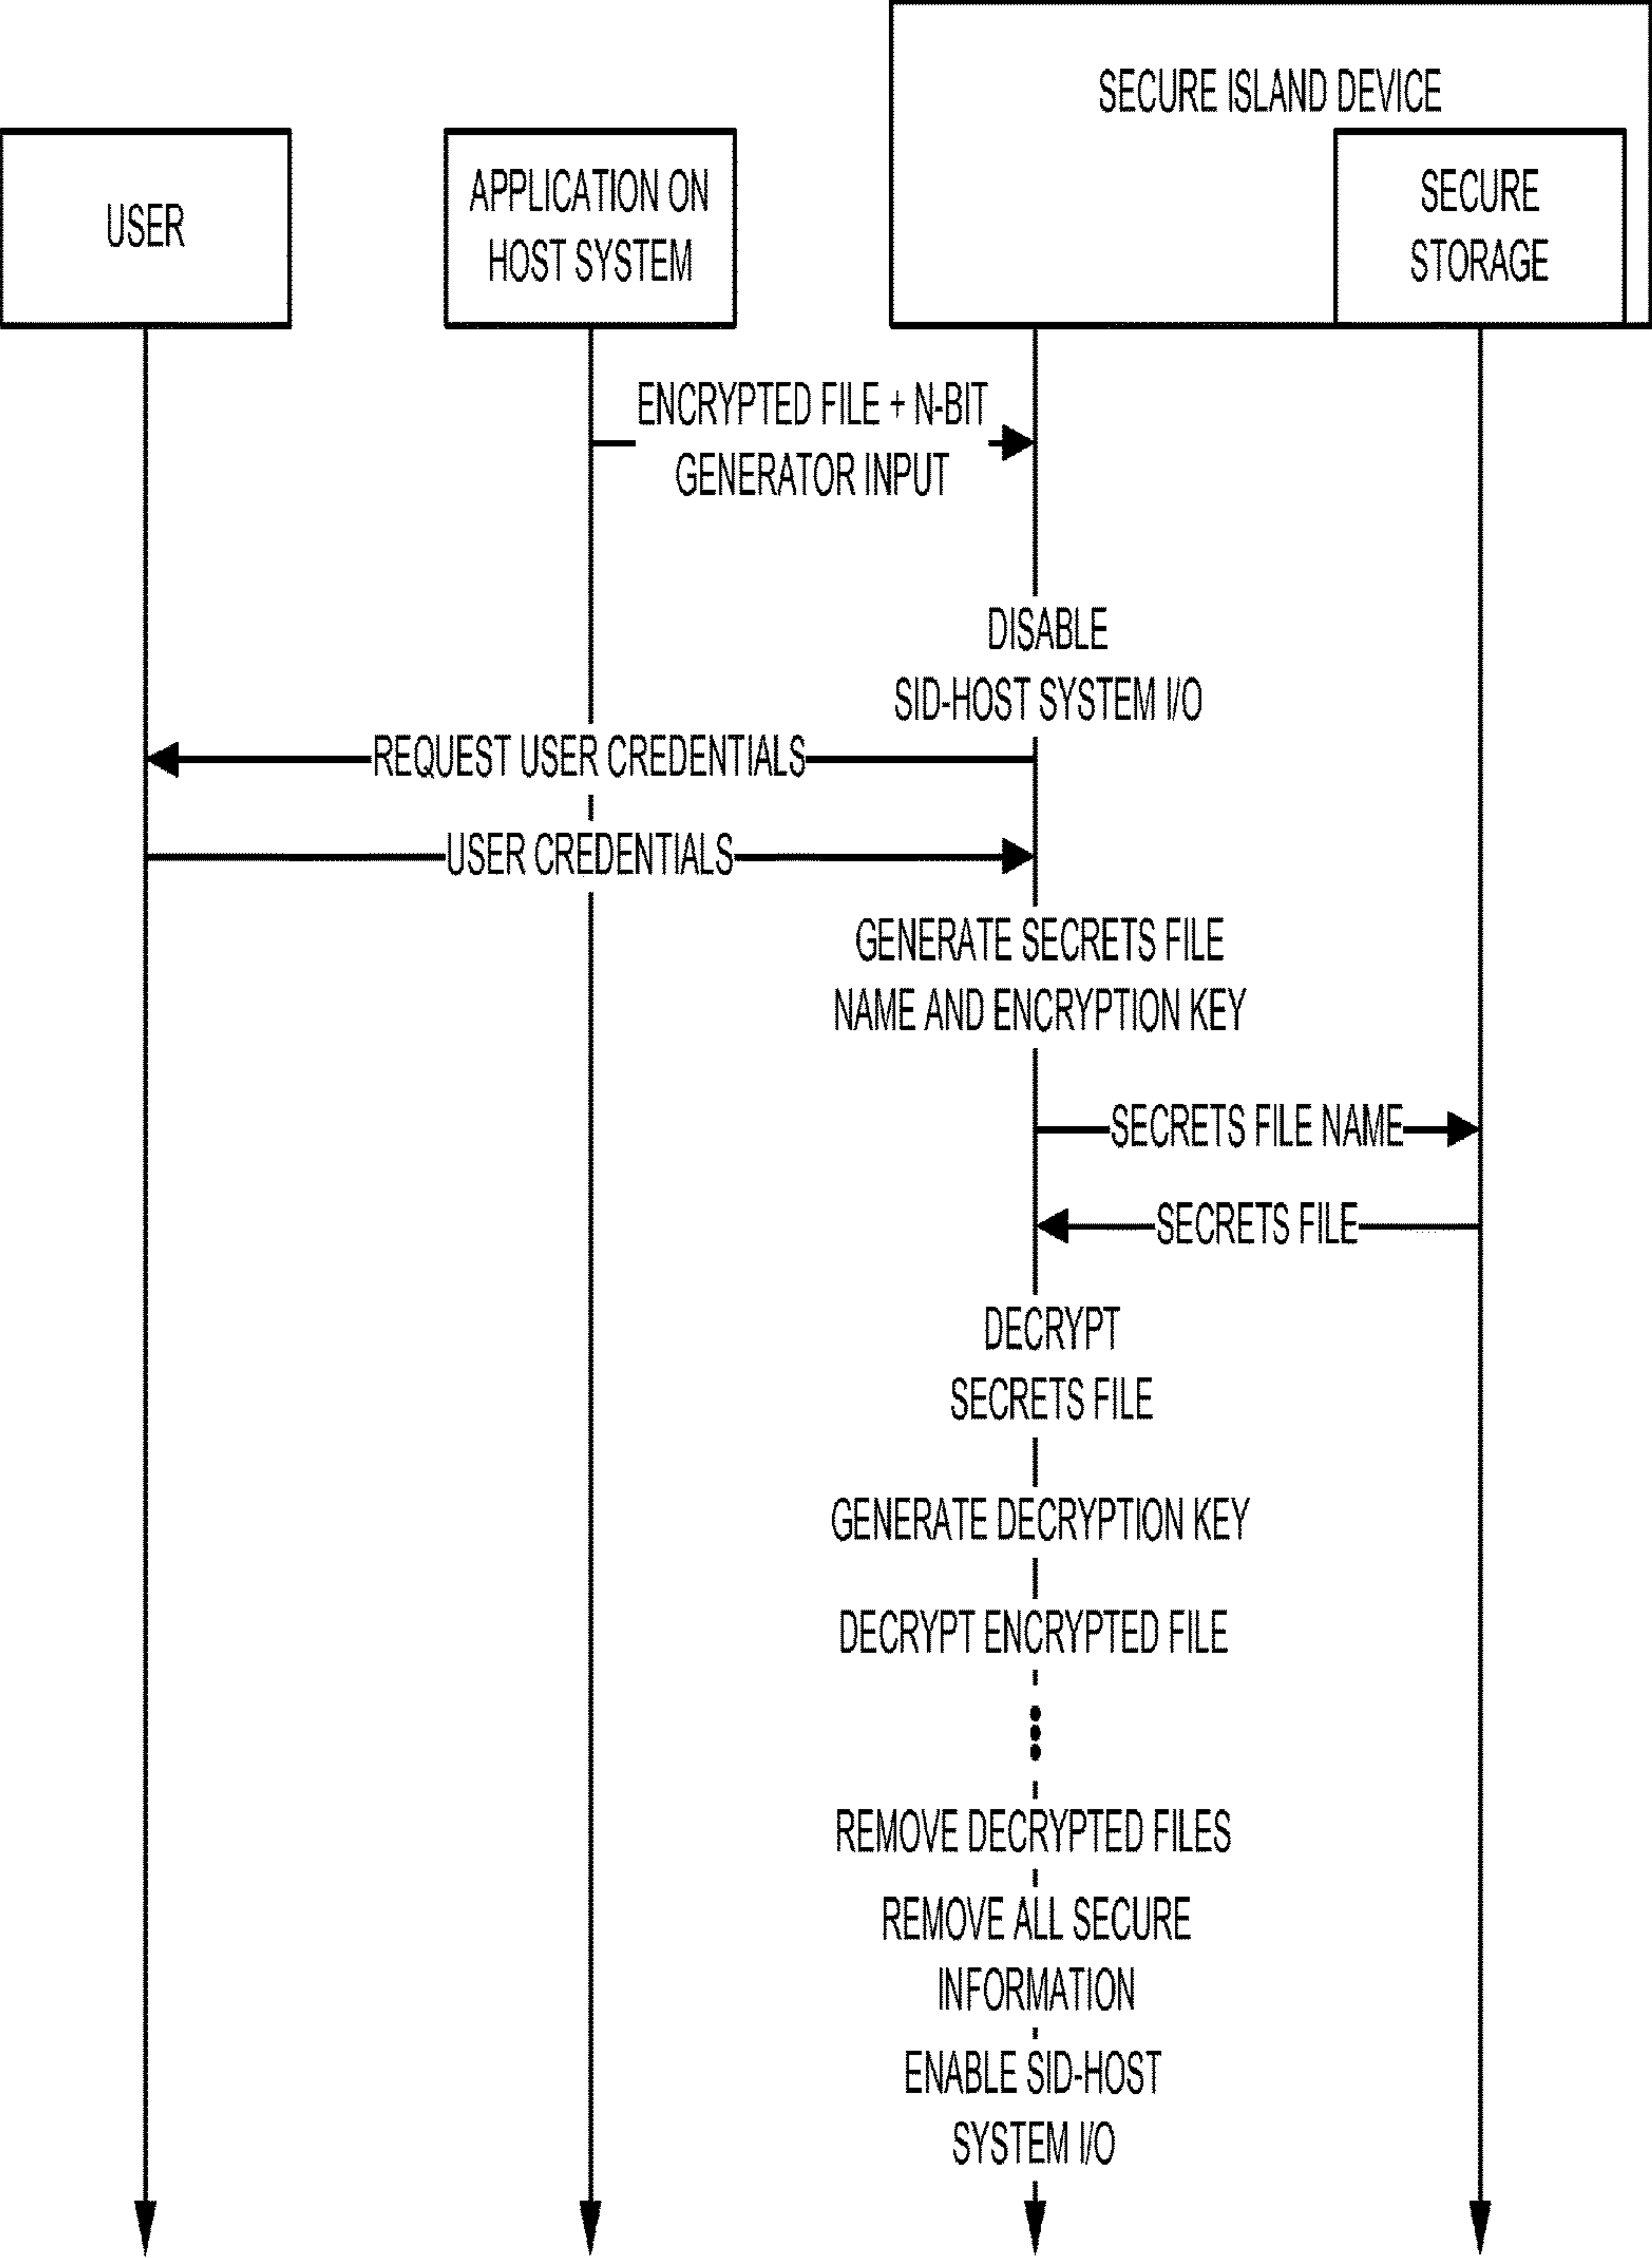 SECURE ISLAND DEVICE
USER
APPLICATION ON
HOST SYSTEM
SECURE
STORAGE
ENCRYPTED FILE + N-BIT
GENERATOR INPUT
DISABLE
SID-HOST SYSTEM I/O
REQUEST USER CREDENTIALS
USER CREDENTIALS
GENERATE SECRETS FILE
NAME AND ENCRYPTION KEY
SECRETS FILE NAME
SECRETS FILE
DECRYPT
SECRETS FILE
GENERATE DECRYPTION KEY
DECRYPT ENCRYPTED FILE
REMOVE DECRYPTED FILES
REMOVE ALL SECURE
INFORMATION
ENABLE SID-HOST
SYSTEM I/O